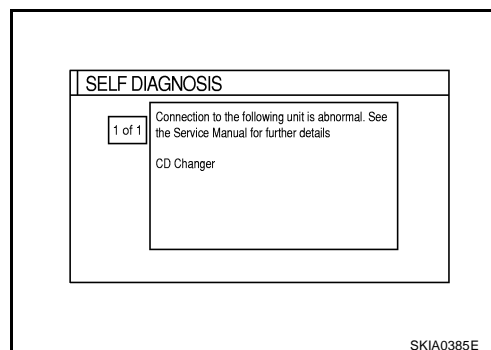 SELF DIAGNOSIS
1 of 1
Connection to the following unit is abnormal. See
the Service Manual for further details
CD Changer
SKIA0385E